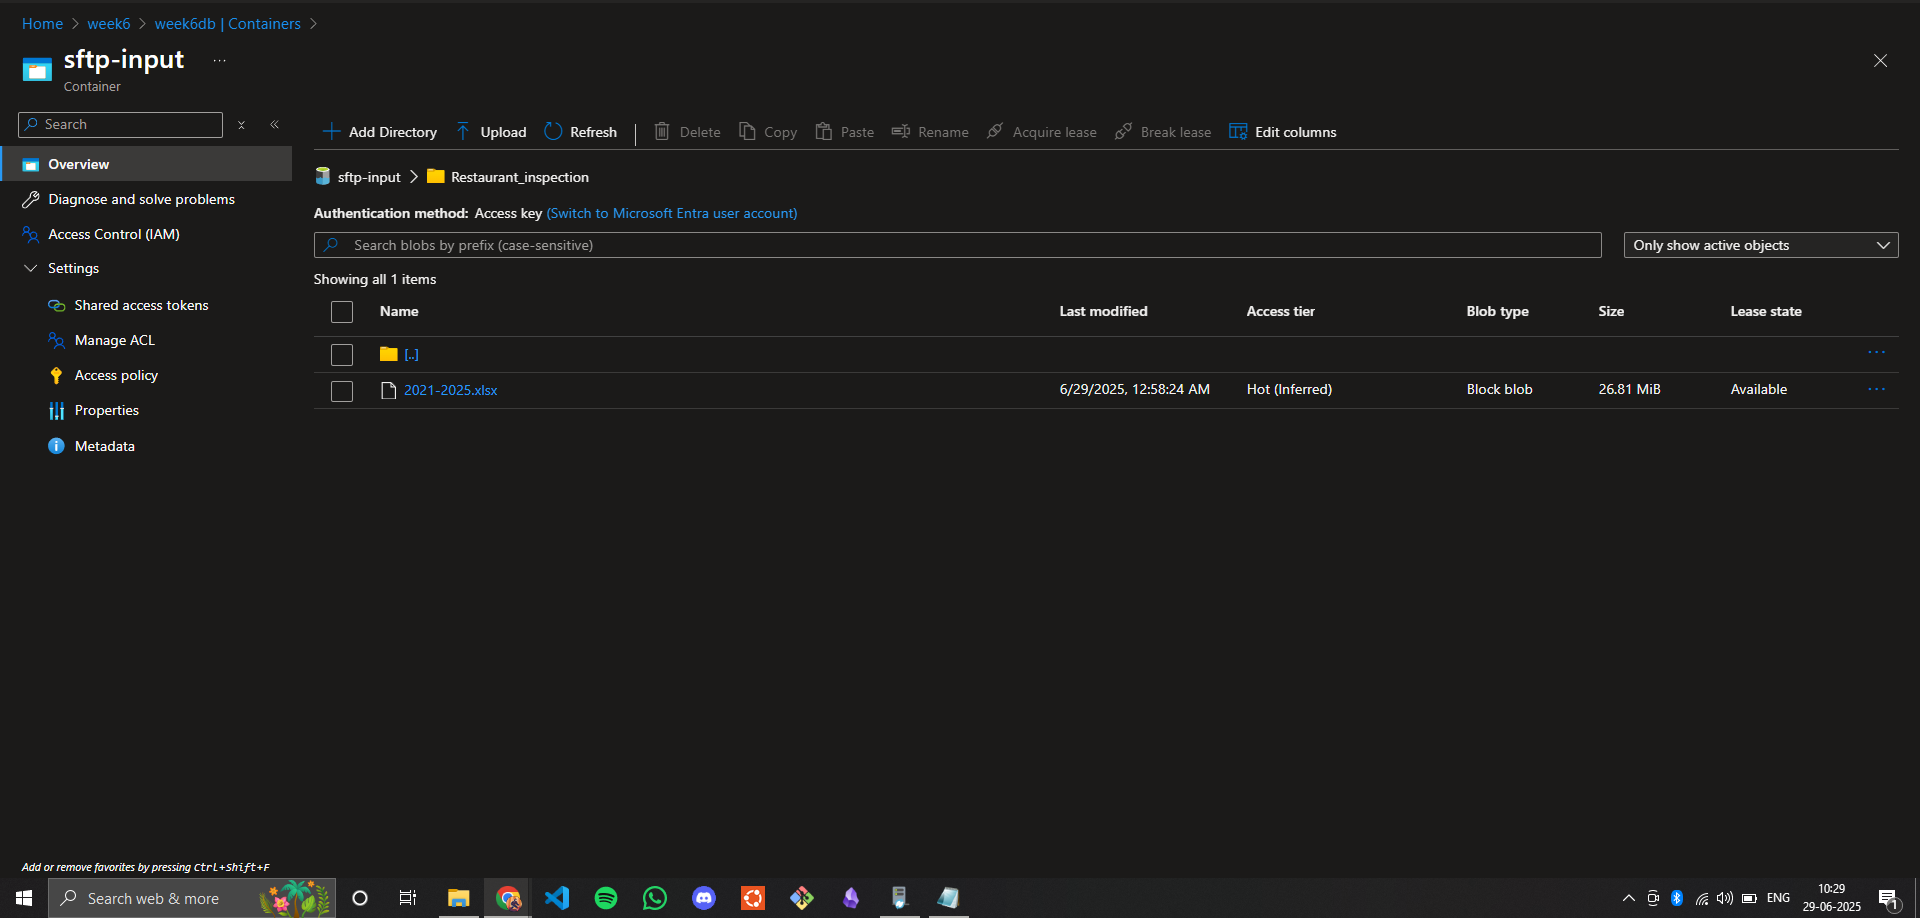 Home > week6 > week6db | Containers >
sftp-input ...
Container
Search
Overview
Diagnose and solve problems
Access Control (IAM)
Settings
Shared access tokens
Manage ACL
Access policy
Properties
Metadata
Add Directory Upload Refresh Delete Copy Paste Rename Acquire lease Break lease Edit columns
sftp-input > Restaurant_inspection
Authentication method: Access key (Switch to Microsoft Entra user account)
Search blobs by prefix (case-sensitive) Only show active objects
Showing all 1 items
Name Last modified Access tier Blob type Size Lease state
[..] ...
2021-2025.xlsx 6/29/2025, 12:58:24 AM Hot (Inferred) Block blob 26.81 MiB Available ...
Add or remove favorites by pressing Ctrl+Shift+F
Search web & more ENG 10:29
29-06-2025 1